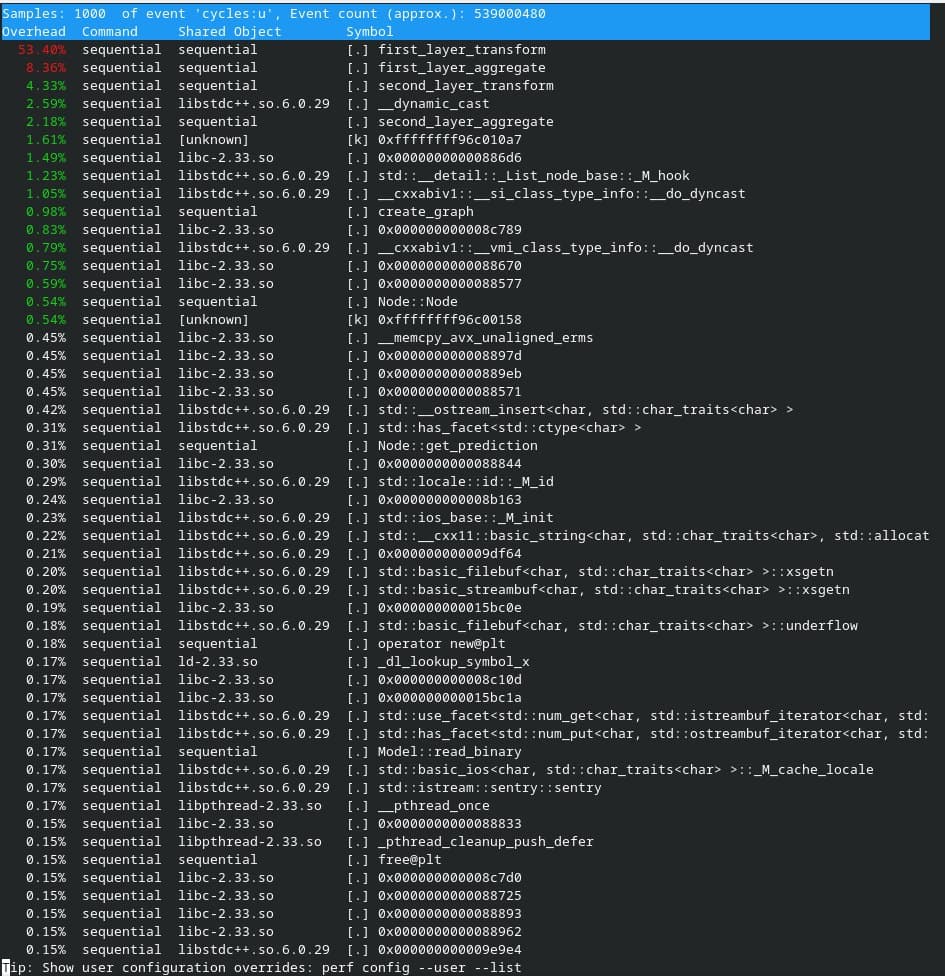 Samples: 1000  of event 'cycles:u', Event count (approx.): 539000480
Overhead  Command     Shared Object       Symbol
53.40%  sequential  sequential           [.] first_layer_transform
8.36%  sequential  sequential           [.] first_layer_aggregate
4.33%  sequential  sequential           [.] second_layer_transform
2.59%  sequential  libstdc++.so.6.0.29  [.] __dynamic_cast
2.18%  sequential  sequential           [.] second_layer_aggregate
1.61%  sequential  [unknown]            [k] 0xffffffff96c010a7
1.49%  sequential  libc-2.33.so         [.] 0x00000000000886d6
1.23%  sequential  libstdc++.so.6.0.29  [.] std::__detail::_List_node_base::_M_hook
1.05%  sequential  libstdc++.so.6.0.29  [.] __cxxabiv1::__si_class_type_info::__do_dyncast
0.98%  sequential  sequential           [.] create_graph
0.83%  sequential  libc-2.33.so         [.] 0x000000000008c789
0.79%  sequential  libstdc++.so.6.0.29  [.] __cxxabiv1::__vmi_class_type_info::__do_dyncast
0.75%  sequential  libc-2.33.so         [.] 0x0000000000088670
0.59%  sequential  libc-2.33.so         [.] 0x0000000000088577
0.54%  sequential  sequential           [.] Node::Node
0.54%  sequential  [unknown]            [k] 0xffffffff96c00158
0.45%  sequential  libc-2.33.so         [.] __memcpy_avx_unaligned_erms
0.45%  sequential  libc-2.33.so         [.] 0x000000000008897d
0.45%  sequential  libc-2.33.so         [.] 0x00000000000889eb
0.45%  sequential  libc-2.33.so         [.] 0x0000000000088571
0.42%  sequential  libstdc++.so.6.0.29  [.] std::__ostream_insert<char, std::char_traits<char> >
0.31%  sequential  libstdc++.so.6.0.29  [.] std::has_facet<std::ctype<char> >
0.31%  sequential  sequential           [.] Node::get_prediction
0.30%  sequential  libc-2.33.so         [.] 0x0000000000088844
0.29%  sequential  libstdc++.so.6.0.29  [.] std::locale::id::_M_id
0.24%  sequential  libc-2.33.so         [.] 0x000000000008b163
0.23%  sequential  libstdc++.so.6.0.29  [.] std::ios_base::_M_init
0.22%  sequential  libstdc++.so.6.0.29  [.] std::__cxx11::basic_string<char, std::char_traits<char>, std::allocat
0.21%  sequential  libstdc++.so.6.0.29  [.] 0x000000000009df64
0.20%  sequential  libstdc++.so.6.0.29  [.] std::basic_filebuf<char, std::char_traits<char> >::xsgetn
0.20%  sequential  libstdc++.so.6.0.29  [.] std::basic_streambuf<char, std::char_traits<char> >::xsgetn
0.19%  sequential  libc-2.33.so         [.] 0x000000000015bc0e
0.18%  sequential  libstdc++.so.6.0.29  [.] std::basic_filebuf<char, std::char_traits<char> >::underflow
0.18%  sequential  sequential           [.] operator new@plt
0.17%  sequential  ld-2.33.so           [.] _dl_lookup_symbol_x
0.17%  sequential  libc-2.33.so         [.] 0x000000000008c10d
0.17%  sequential  libc-2.33.so         [.] 0x000000000015bc1a
0.17%  sequential  libstdc++.so.6.0.29  [.] std::use_facet<std::num_get<char, std::istreambuf_iterator<char, std:
0.17%  sequential  libstdc++.so.6.0.29  [.] std::has_facet<std::num_put<char, std::ostreambuf_iterator<char, std:
0.17%  sequential  sequential           [.] Model::read_binary
0.17%  sequential  libstdc++.so.6.0.29  [.] std::basic_ios<char, std::char_traits<char> >::_M_cache_locale
0.17%  sequential  libstdc++.so.6.0.29  [.] std::istream::sentry::sentry
0.17%  sequential  libpthread-2.33.so   [.] __pthread_once
0.15%  sequential  libc-2.33.so         [.] 0x0000000000088833
0.15%  sequential  libpthread-2.33.so   [.] _pthread_cleanup_push_defer
0.15%  sequential  sequential           [.] free@plt
0.15%  sequential  libc-2.33.so         [.] 0x000000000008c7d0
0.15%  sequential  libc-2.33.so         [.] 0x0000000000088725
0.15%  sequential  libc-2.33.so         [.] 0x0000000000088893
0.15%  sequential  libc-2.33.so         [.] 0x0000000000088962
0.15%  sequential  libstdc++.so.6.0.29  [.] 0x000000000009e9e4
Tip: Show user configuration overrides: perf config --user --list